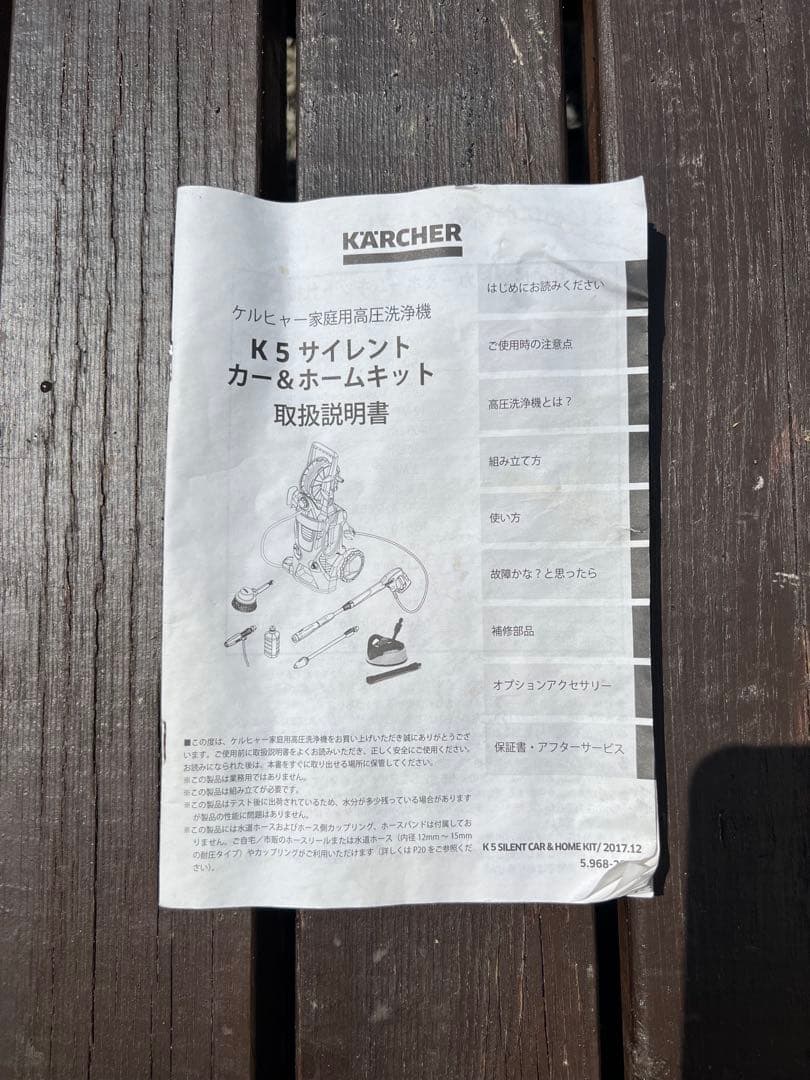 KÄRCHER
ケルヒャー家庭用高圧洗浄機
K 5 サイレント
カー＆ホームキット
取扱説明書
はじめにお読みください
ご使用時の注意点
高圧洗浄機とは？
組み立て方
使い方
故障かな？と思ったら
補修部品
オプションアクセサリー
保証書・アフターサービス
■この度は、ケルヒャー家庭用高圧洗浄機をお買い上げいただき誠にありがとうござ
います。ご使用前に取扱説明書をよくお読みいただき、正しく安全にご使用ください。
お読みになられた後は、本書をすぐに取り出せる場所に保管してください。
※この製品は業務用ではありません。
※この製品は組み立てが必要です。
※この製品はテスト後に出荷されているため、水分が多少残っている場合があります
が製品の性能に問題はありません。
※この製品には水道ホースおよびホース側カップリング、ホースバンドは付属してお
りません。ご自宅／市販のホースリールまたは水道ホース（内径 12mm ～ 15mm
の耐圧タイプ）やカップリングがご利用いただけます（詳しくは P20 をご参照くだ
さい）。
K 5 SILENT CAR & HOME KIT/ 2017.12
5.968-2